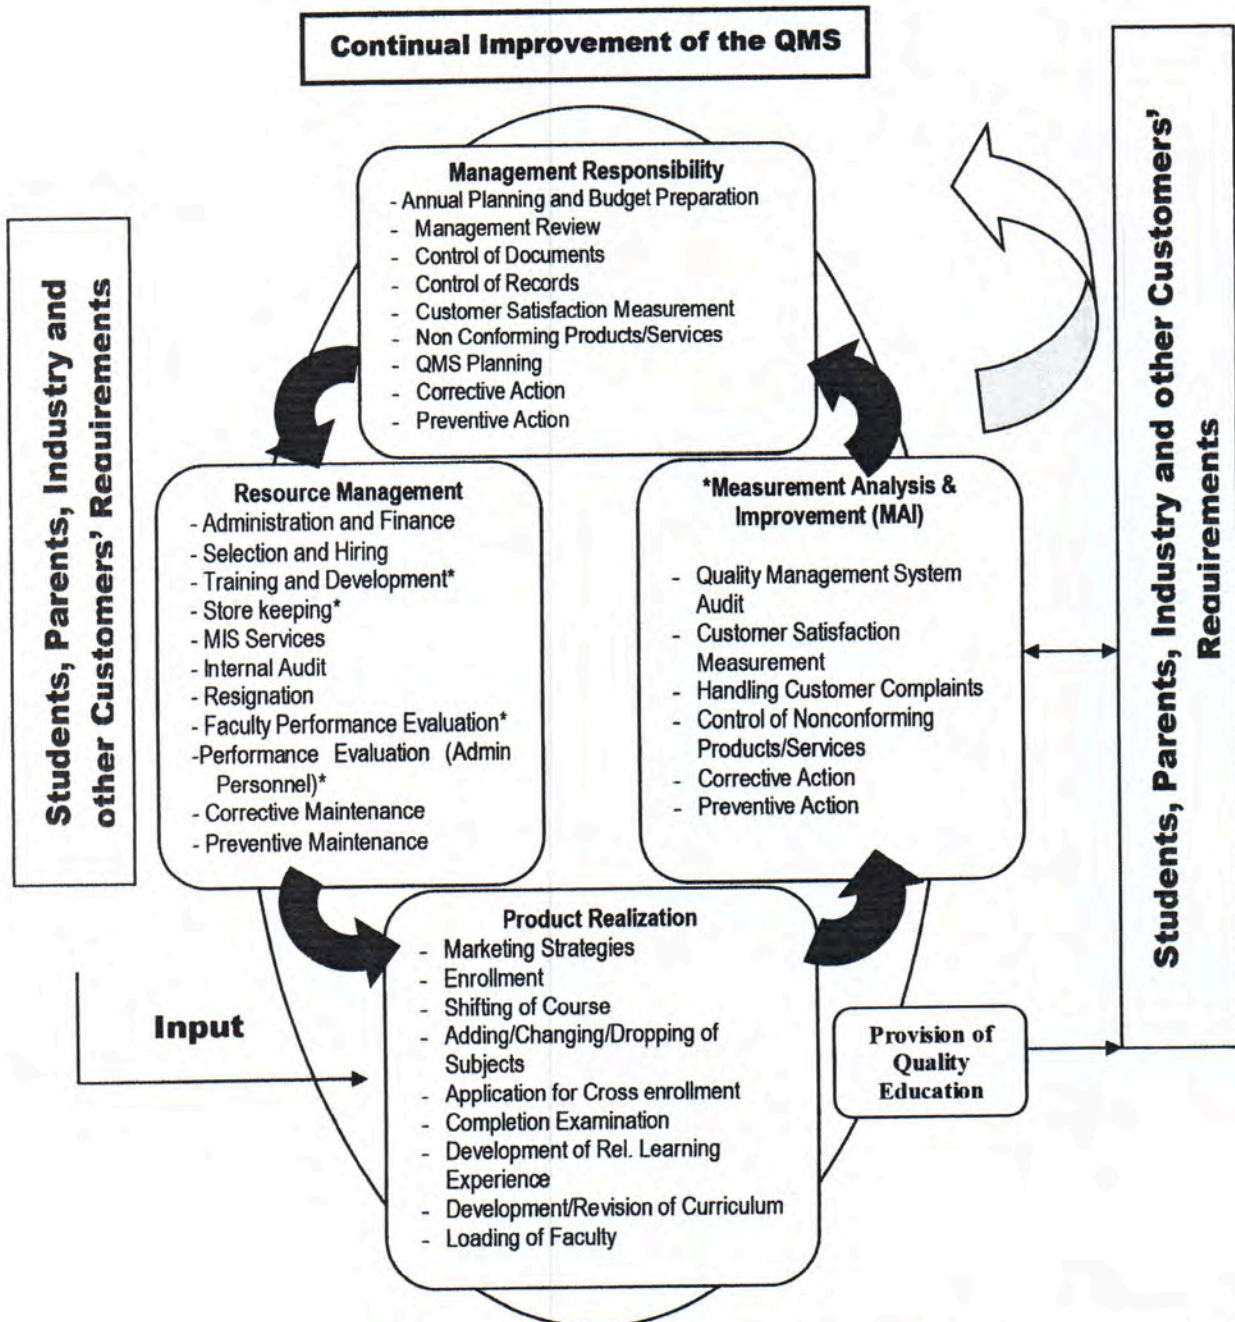 Continual Improvement of the QMS
Students, Parents, Industry and
other Customers' Requirements
Management Responsibility
- Annual Planning and Budget Preparation
- Management Review
- Control of Documents
- Control of Records
- Customer Satisfaction Measurement
- Non Conforming Products/Services
- QMS Planning
- Corrective Action
- Preventive Action
Resource Management
- Administration and Finance
- Selection and Hiring
- Training and Development*
- Store keeping*
- MIS Services
- Internal Audit
- Resignation
- Faculty Performance Evaluation*
-Performance Evaluation (Admin
Personnel)*
- Corrective Maintenance
- Preventive Maintenance
*Measurement Analysis &
Improvement (MAI)
- Quality Management System
Audit
- Customer Satisfaction
Measurement
- Handling Customer Complaints
- Control of Nonconforming
Products/Services
- Corrective Action
- Preventive Action
Product Realization
- Marketing Strategies
- Enrollment
- Shifting of Course
- Adding/Changing/Dropping of
Subjects
- Application for Cross enrollment
- Completion Examination
- Development of Rel. Learning
Experience
- Development/Revision of Curriculum
- Loading of Faculty
Input
Provision of
Quality
Education
Students, Parents, Industry and other Customers'
Requirements